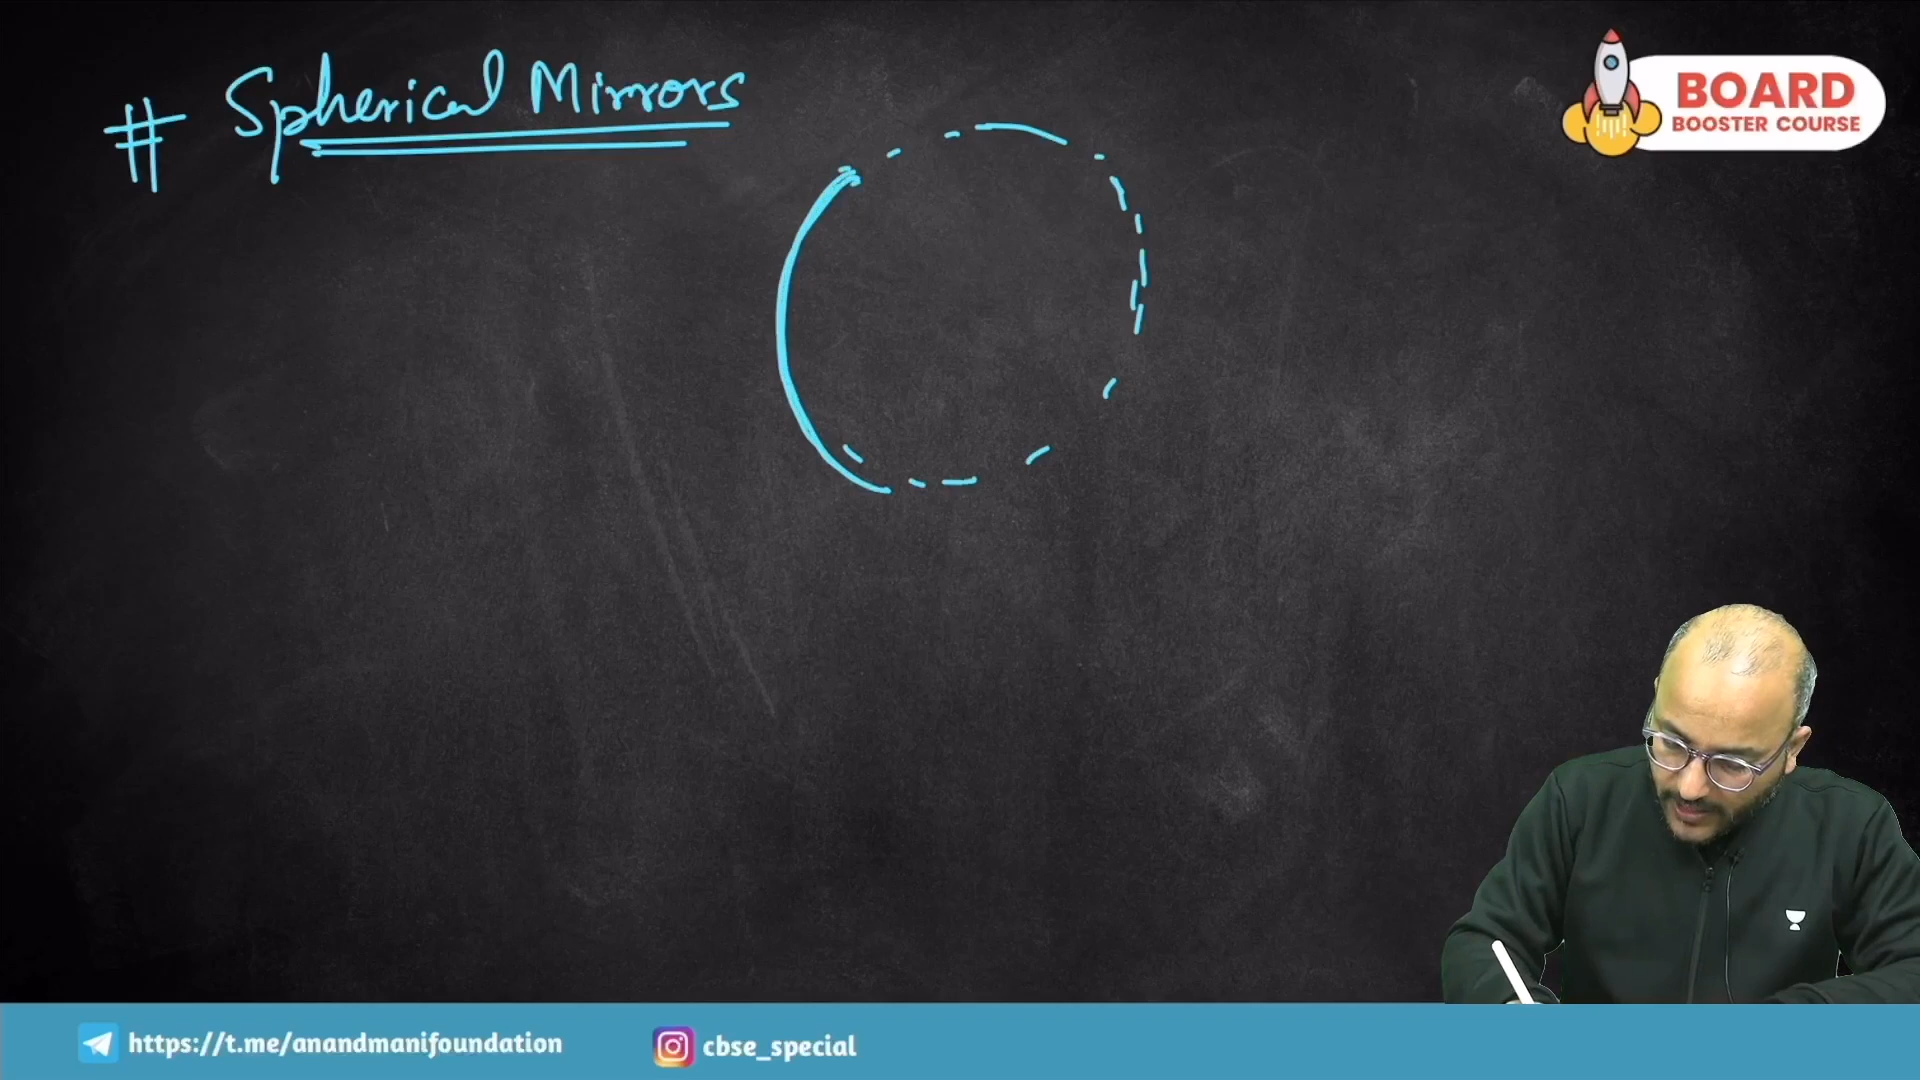 # Spherical Mirrors
BOARD
BOOSTER COURSE
https://t.me/anandmanifoundation
cbse_special